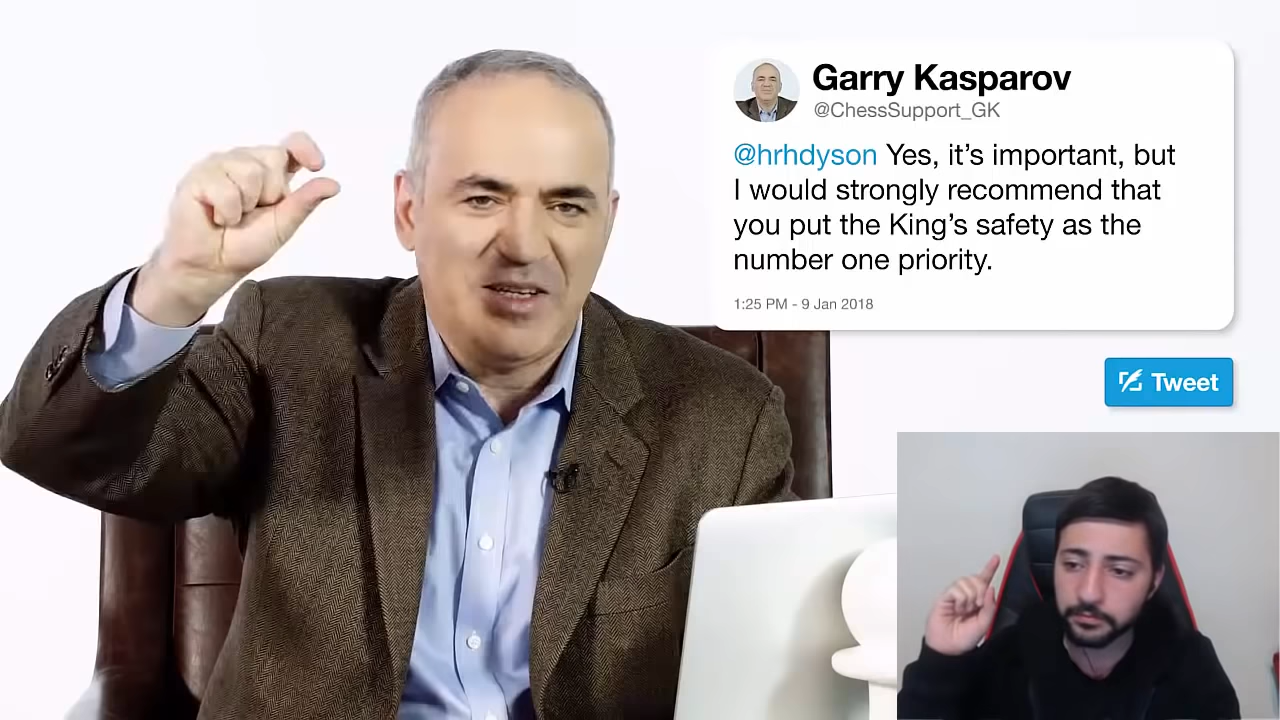 Garry Kasparov
@ChessSupport_GK
@hrhdyson Yes, it's important, but
I would strongly recommend that
you put the King's safety as the
number one priority.
1:25 PM - 9 Jan 2018
Tweet